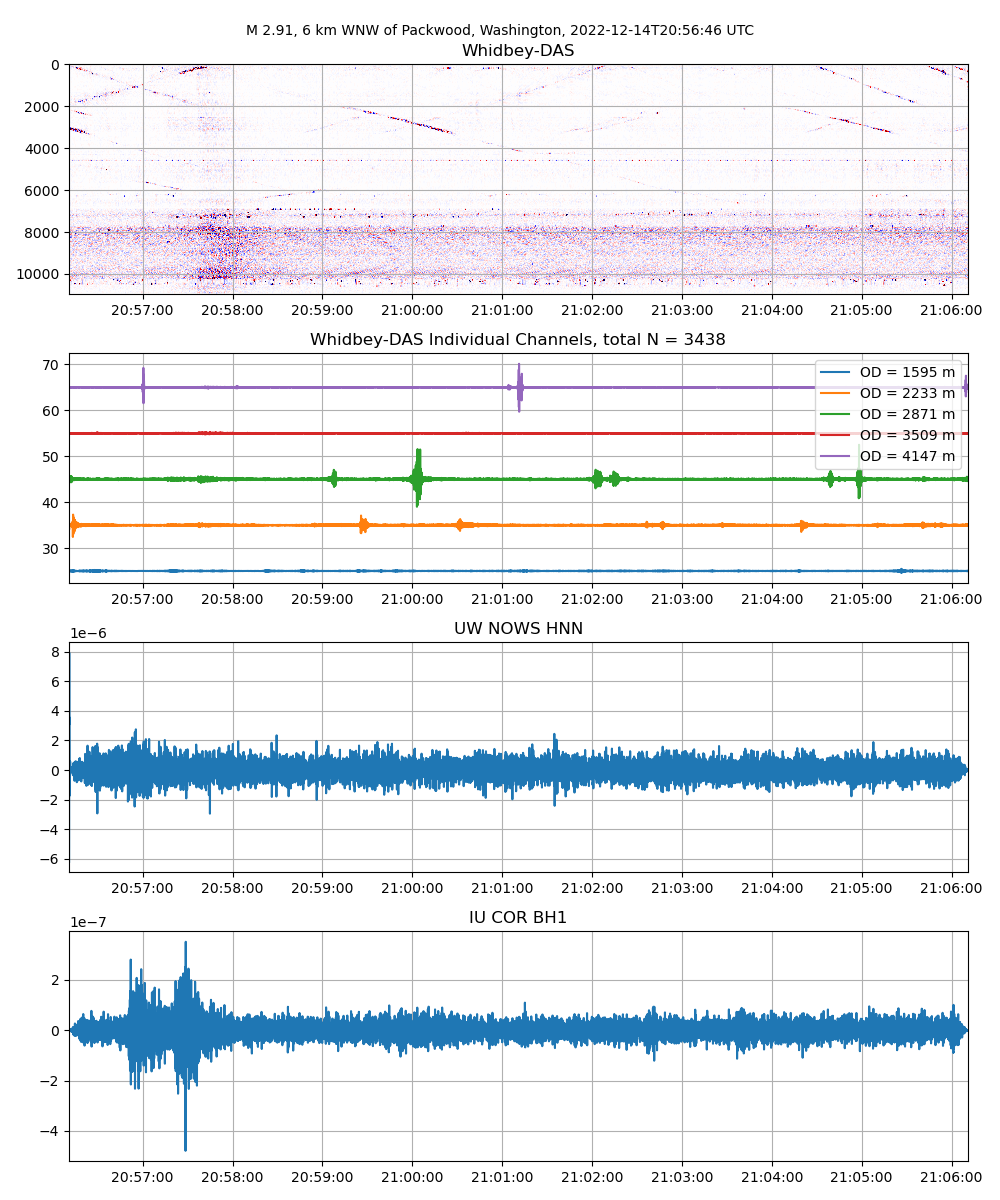 M 2.91, 6 km WNW of Packwood, Washington, 2022-12-14T20:56:46 UTC
Whidbey-DAS
0
2000
4000
6000
8000
10000
20:57:00 20:58:00 20:59:00 21:00:00 21:01:00 21:02:00 21:03:00 21:04:00 21:05:00 21:06:00
Whidbey-DAS Individual Channels, total N = 3438
70
60
50
40
30
OD = 1595 m
OD = 2233 m
OD = 2871 m
OD = 3509 m
OD = 4147 m
20:57:00 20:58:00 20:59:00 21:00:00 21:01:00 21:02:00 21:03:00 21:04:00 21:05:00 21:06:00
UW NOWS HNN
1e−6
8
6
4
2
0
−2
−4
−6
20:57:00 20:58:00 20:59:00 21:00:00 21:01:00 21:02:00 21:03:00 21:04:00 21:05:00 21:06:00
IU COR BH1
1e−7
2
0
−2
−4
20:57:00 20:58:00 20:59:00 21:00:00 21:01:00 21:02:00 21:03:00 21:04:00 21:05:00 21:06:00